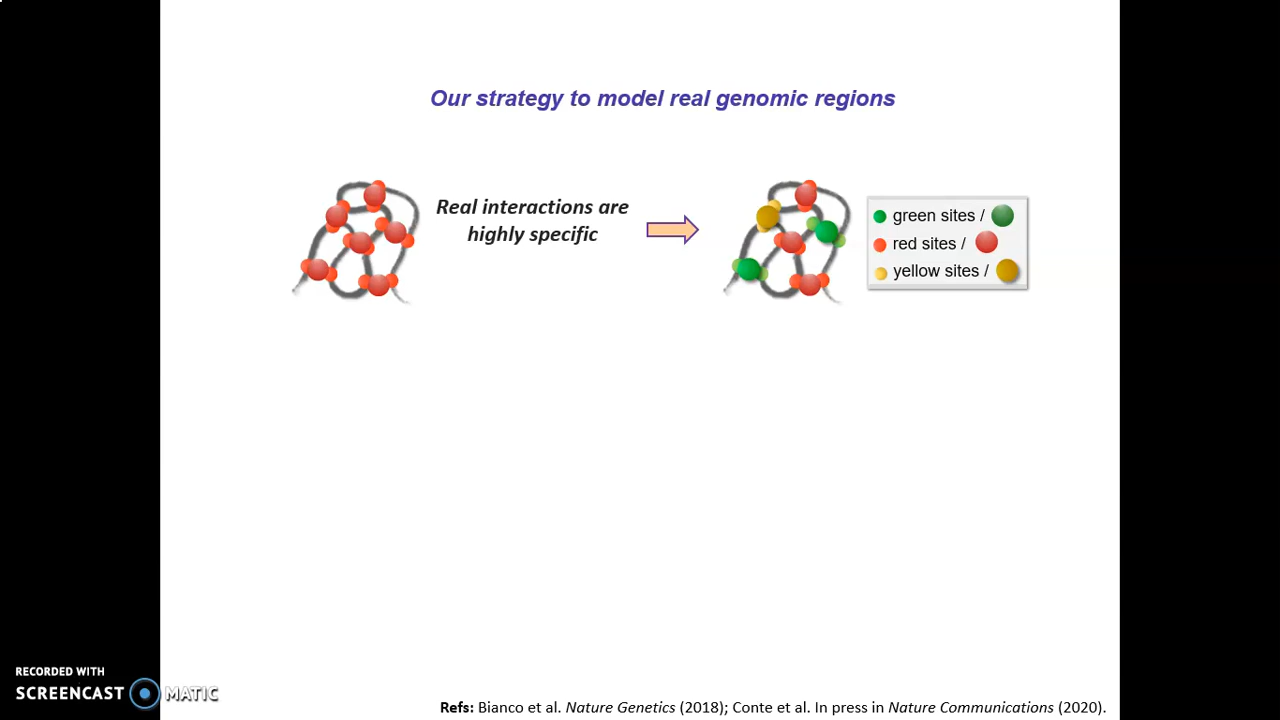 Our strategy to model real genomic regions
Real interactions are
highly specific
green sites /
red sites /
yellow sites /
RECORDED WITH
SCREENCAST MATIC
Refs: Bianco et al. Nature Genetics (2018); Conte et al. In press in Nature Communications (2020).